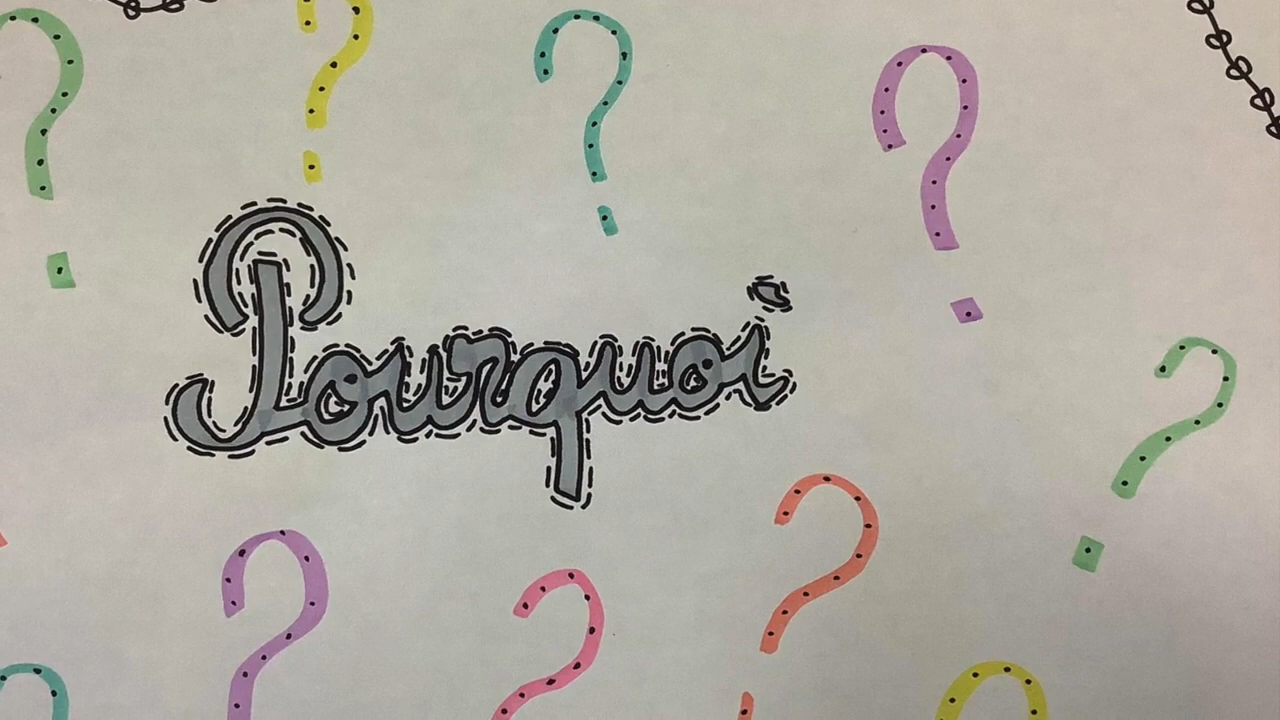 ? ? ? ?
Pourquoi
?
? ? ?
? ?